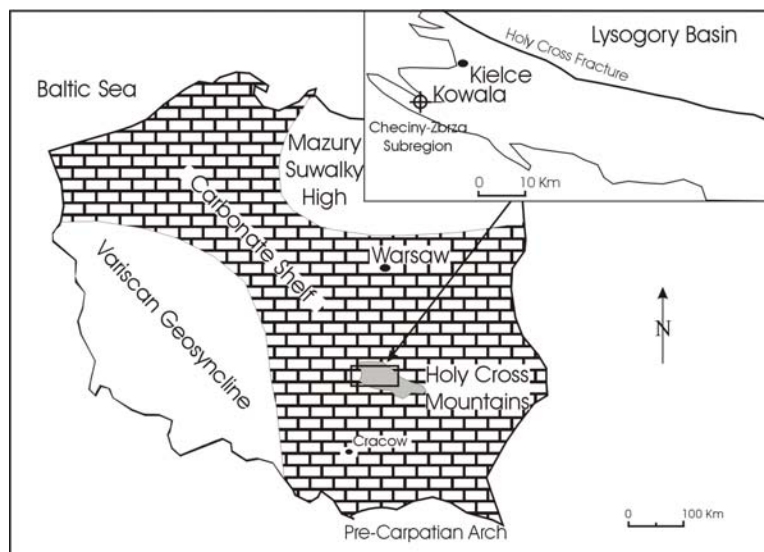 Baltic Sea
Mazury
Suwalky
High
Carbonate Shelf
Variscan Geosyncline
Warsaw
Holy Cross
Mountains
Cracow
Pre-Carpatian Arch
Lysogory Basin
Holy Cross Fracture
Kielce
Kowala
Checiny-Zbrza
Subregion
0 10 Km
N
0 100 Km